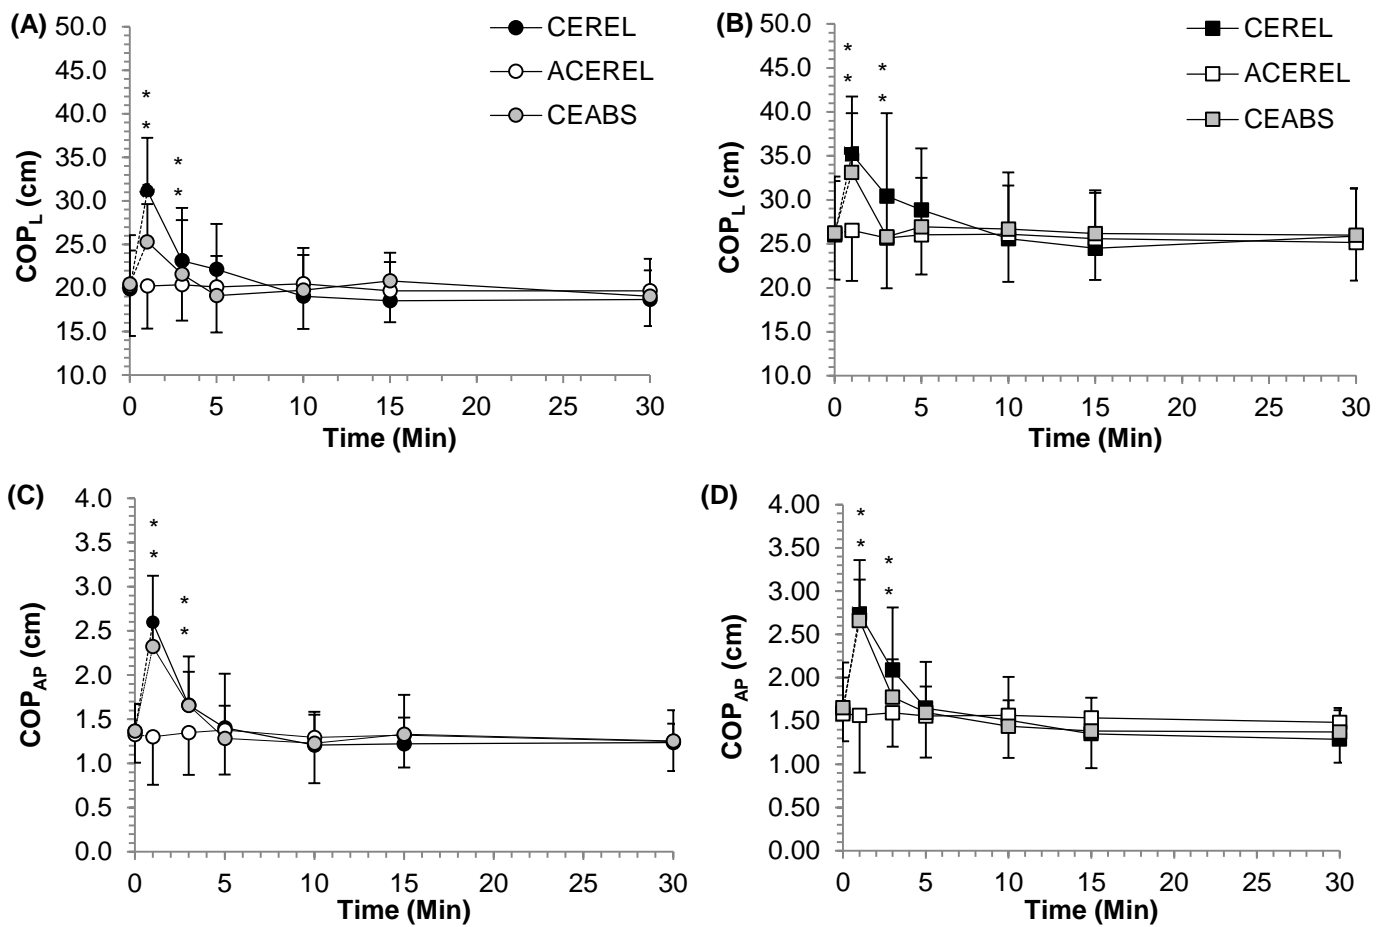 (A)
50.0
45.0
40.0
35.0
30.0
25.0
20.0
15.0
10.0
COP_L (cm)
CEREL
ACEREL
CEABS
*
*
*
*
0 5 10 15 20 25 30
Time (Min)
(B)
50.0
45.0
40.0
35.0
30.0
25.0
20.0
15.0
10.0
COP_L (cm)
CEREL
ACEREL
CEABS
*
*
*
*
0 5 10 15 20 25 30
Time (Min)
(C)
4.0
3.5
3.0
2.5
2.0
1.5
1.0
0.5
0.0
COP_AP (cm)
*
*
*
*
0 5 10 15 20 25 30
Time (Min)
(D)
4.00
3.50
3.00
2.50
2.00
1.50
1.00
0.50
0.00
COP_AP (cm)
*
*
*
*
0 5 10 15 20 25 30
Time (Min)